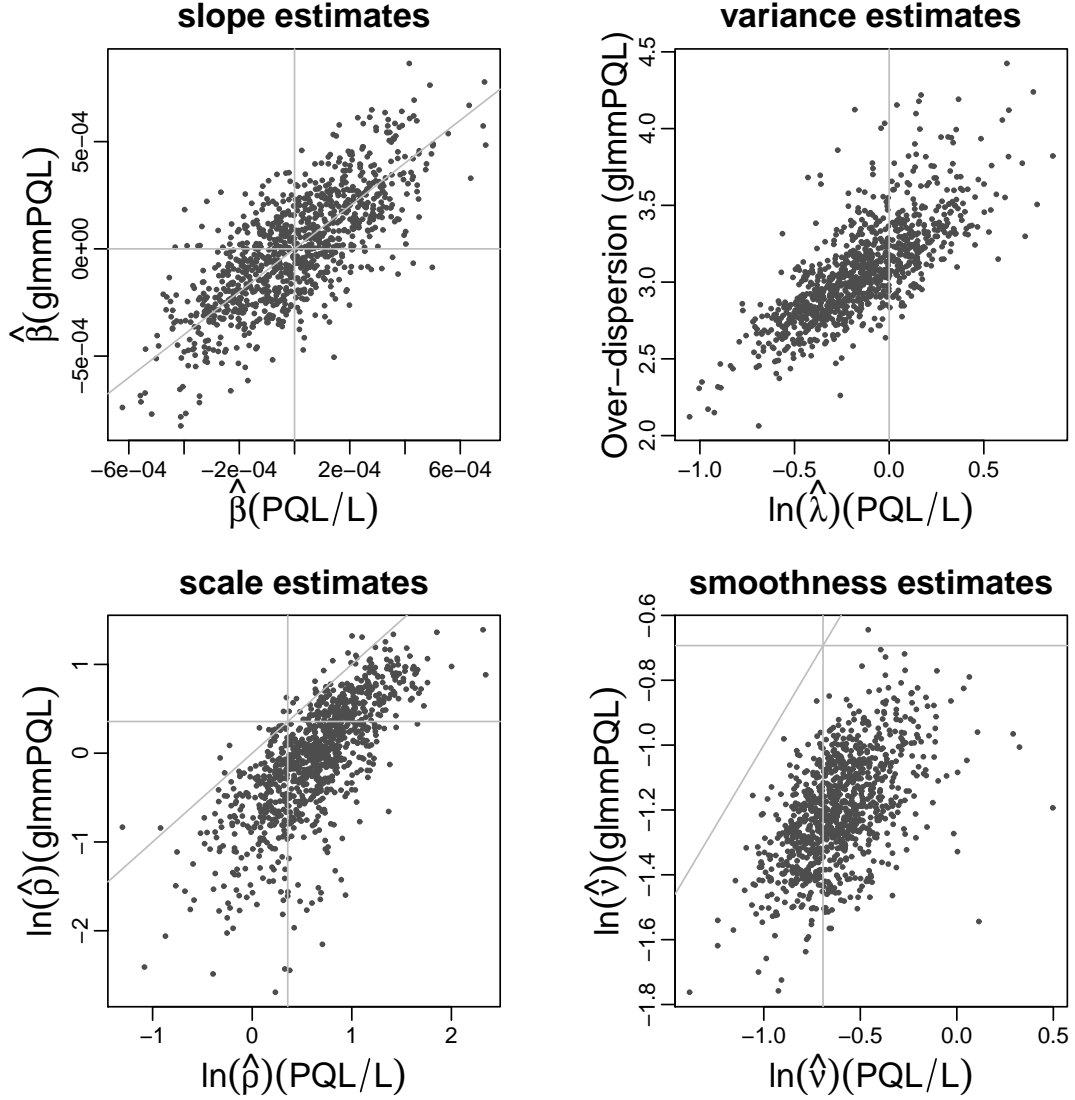 slope estimates
β̂(glmmPQL)
5e−04
0e+00
−5e−04
−6e−04 −2e−04 2e−04 6e−04
β̂(PQL/L)
variance estimates
Over−dispersion (glmmPQL)
4.5
4.0
3.5
3.0
2.5
2.0
−1.0 −0.5 0.0 0.5
ln(λ̂)(PQL/L)
scale estimates
ln(ρ̂)(glmmPQL)
1
0
−1
−2
−1 0 1 2
ln(ρ̂)(PQL/L)
smoothness estimates
ln(ν̂)(glmmPQL)
−0.6
−0.8
−1.0
−1.2
−1.4
−1.6
−1.8
−1.0 −0.5 0.0 0.5
ln(ν̂)(PQL/L)